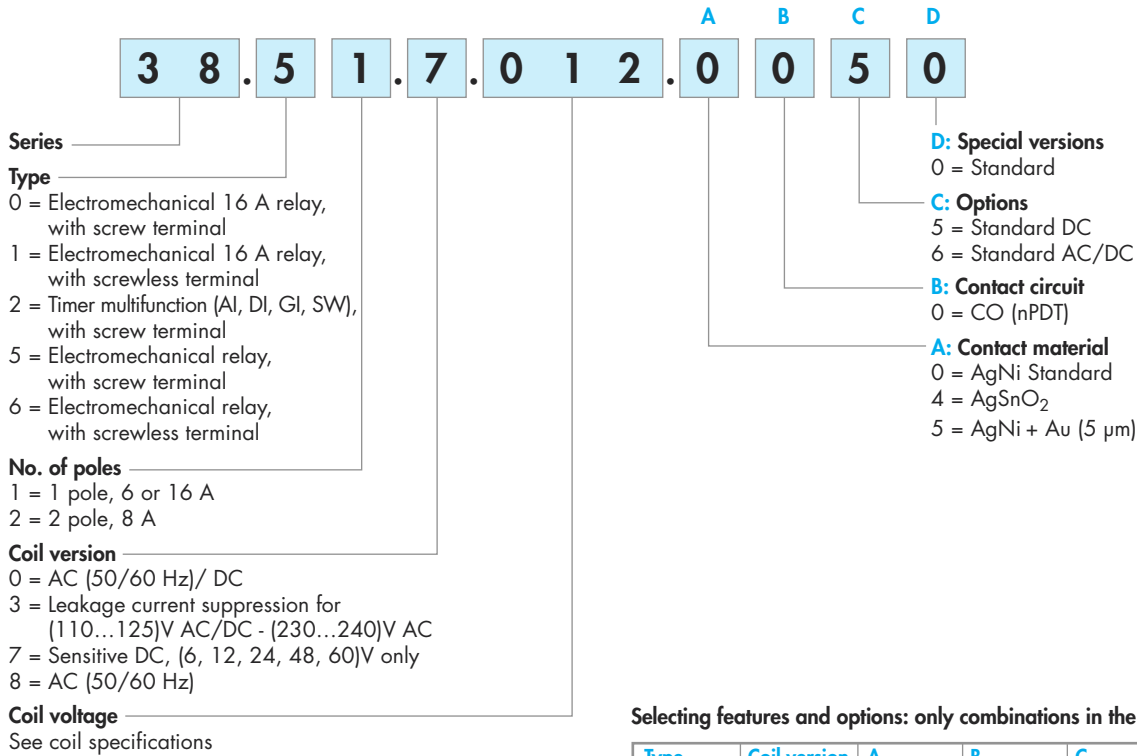 A B C D
3 8 . 5 1 . 7 . 0 1 2 . 0 0 5 0
Series
Type
0 = Electromechanical 16 A relay,
with screw terminal
1 = Electromechanical 16 A relay,
with screwless terminal
2 = Timer multifunction (AI, DI, GI, SW),
with screw terminal
5 = Electromechanical relay,
with screw terminal
6 = Electromechanical relay,
with screwless terminal
No. of poles
1 = 1 pole, 6 or 16 A
2 = 2 pole, 8 A
Coil version
0 = AC (50/60 Hz)/ DC
3 = Leakage current suppression for
(110...125)V AC/DC - (230...240)V AC
7 = Sensitive DC, (6, 12, 24, 48, 60)V only
8 = AC (50/60 Hz)
Coil voltage
See coil specifications
D: Special versions
0 = Standard
C: Options
5 = Standard DC
6 = Standard AC/DC
B: Contact circuit
0 = CO (nPDT)
A: Contact material
0 = AgNi Standard
4 = AgSnO₂
5 = AgNi + Au (5 µm)
Selecting features and options: only combinations in the
Type Coil version A B C